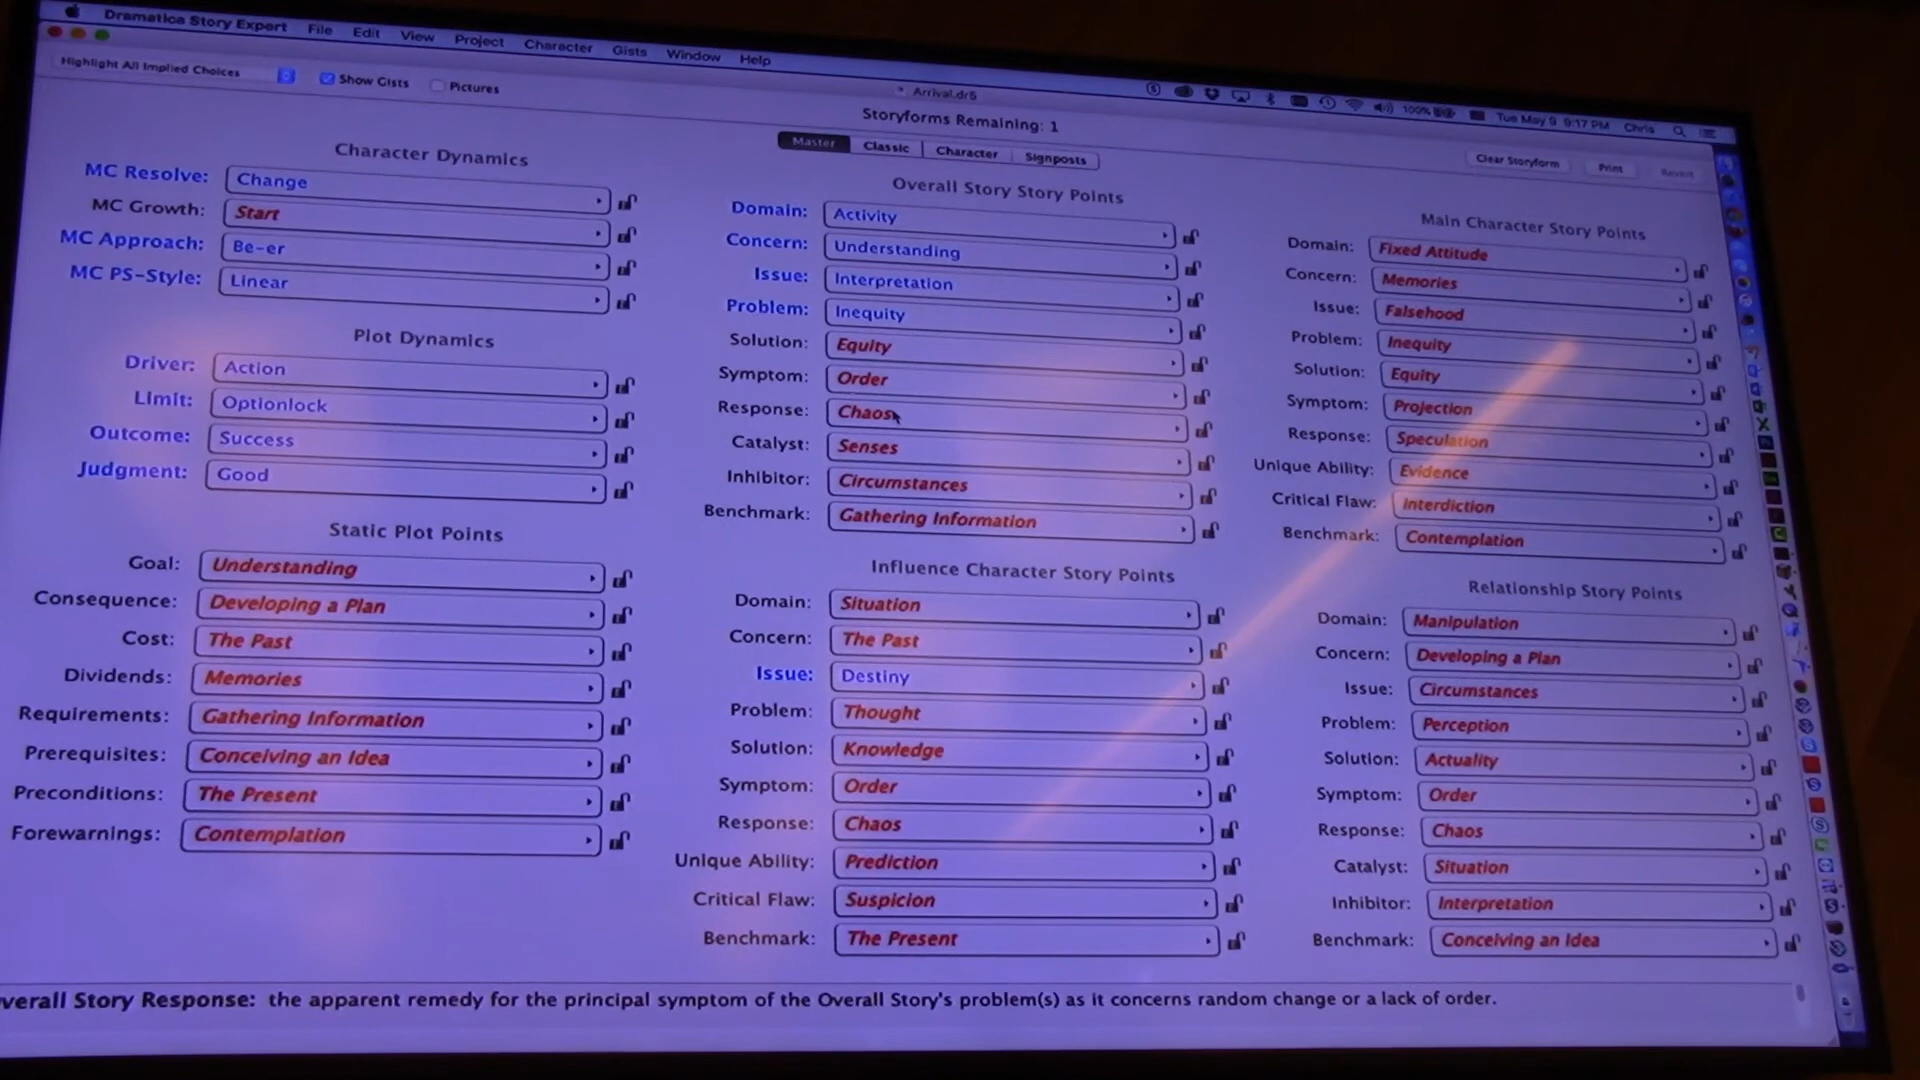 Dramatica Story Expert File Edit View Project Character Gists Window Help
100% Tue May 9 9:17 PM Chris
Highlight All Implied Choices Show Gists Pictures
Arrival.dr5
Storyforms Remaining: 1
Master Classic Character Signposts
Clear Storyform Print Revert
Character Dynamics
MC Resolve: Change
MC Growth: Start
MC Approach: Be-er
MC PS-Style: Linear
Plot Dynamics
Driver: Action
Limit: Optionlock
Outcome: Success
Judgment: Good
Static Plot Points
Goal: Understanding
Consequence: Developing a Plan
Cost: The Past
Dividends: Memories
Requirements: Gathering Information
Prerequisites: Conceiving an Idea
Preconditions: The Present
Forewarnings: Contemplation
Overall Story Story Points
Domain: Activity
Concern: Understanding
Issue: Interpretation
Problem: Inequity
Solution: Equity
Symptom: Order
Response: Chaos
Catalyst: Senses
Inhibitor: Circumstances
Benchmark: Gathering Information
Influence Character Story Points
Domain: Situation
Concern: The Past
Issue: Destiny
Problem: Thought
Solution: Knowledge
Symptom: Order
Response: Chaos
Unique Ability: Prediction
Critical Flaw: Suspicion
Benchmark: The Present
Main Character Story Points
Domain: Fixed Attitude
Concern: Memories
Issue: Falsehood
Problem: Inequity
Solution: Equity
Symptom: Projection
Response: Speculation
Unique Ability: Evidence
Critical Flaw: Interdiction
Benchmark: Contemplation
Relationship Story Points
Domain: Manipulation
Concern: Developing a Plan
Issue: Circumstances
Problem: Perception
Solution: Actuality
Symptom: Order
Response: Chaos
Catalyst: Situation
Inhibitor: Interpretation
Benchmark: Conceiving an Idea
verall Story Response: the apparent remedy for the principal symptom of the Overall Story's problem(s) as it concerns random change or a lack of order.